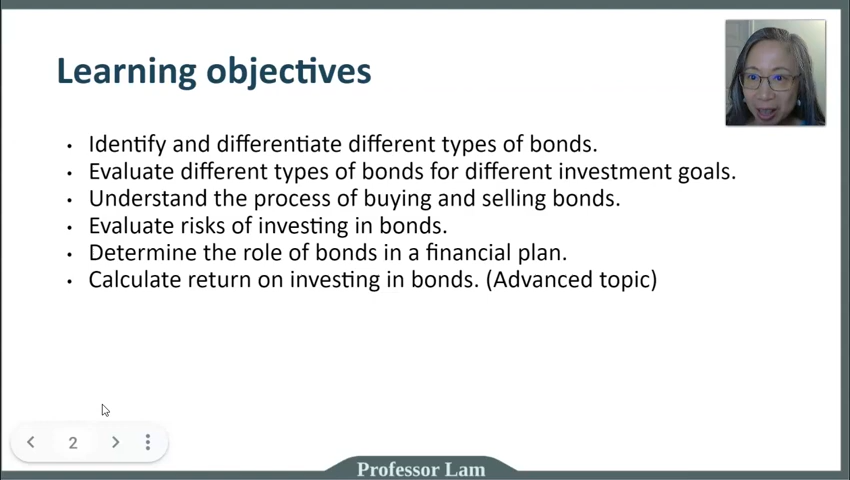 Learning objectives
• Identify and differentiate different types of bonds.
• Evaluate different types of bonds for different investment goals.
• Understand the process of buying and selling bonds.
• Evaluate risks of investing in bonds.
• Determine the role of bonds in a financial plan.
• Calculate return on investing in bonds. (Advanced topic)
2
Professor Lam